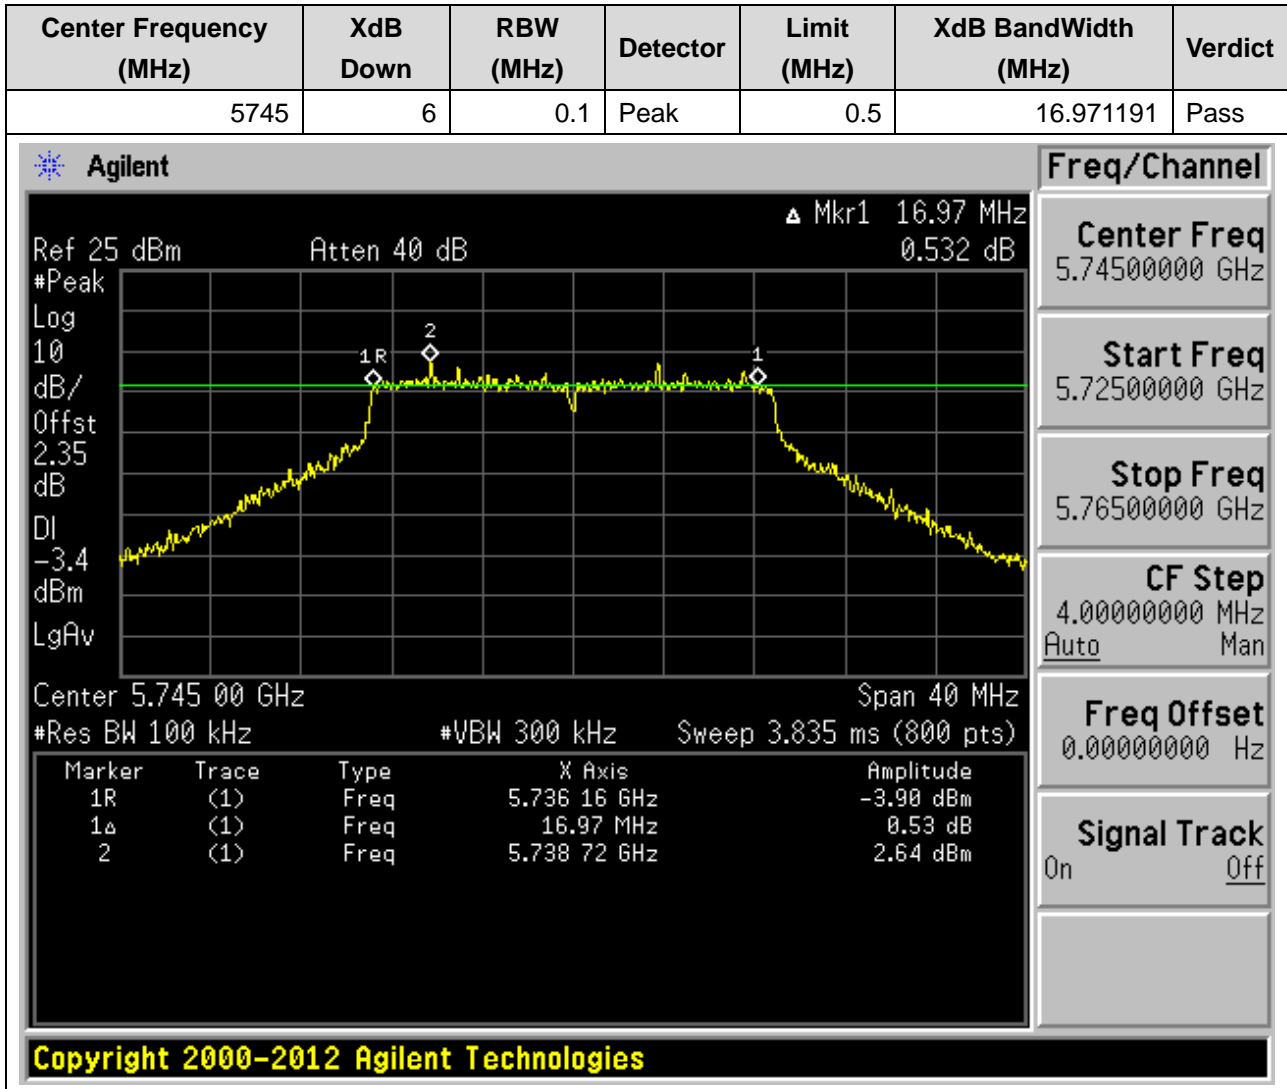 Center Frequency (MHz) XdB Down RBW (MHz) Detector Limit (MHz) XdB BandWidth (MHz) Verdict
5745 6 0.1 Peak 0.5 16.971191 Pass
Agilent
Freq/Channel
Δ Mkr1 16.97 MHz
Ref 25 dBm Atten 40 dB 0.532 dB
#Peak
Log
10
dB/
Offst
2.35
dB
DI
-3.4
dBm
LgAv
1R
2
1
Center 5.745 00 GHz Span 40 MHz
#Res BW 100 kHz #VBW 300 kHz Sweep 3.835 ms (800 pts)
Marker Trace Type X Axis Amplitude
1R (1) Freq 5.736 16 GHz -3.90 dBm
1Δ (1) Freq 16.97 MHz 0.53 dB
2 (1) Freq 5.738 72 GHz 2.64 dBm
Center Freq
5.74500000 GHz
Start Freq
5.72500000 GHz
Stop Freq
5.76500000 GHz
CF Step
4.00000000 MHz
Auto Man
Freq Offset
0.00000000 Hz
Signal Track
On Off
Copyright 2000-2012 Agilent Technologies